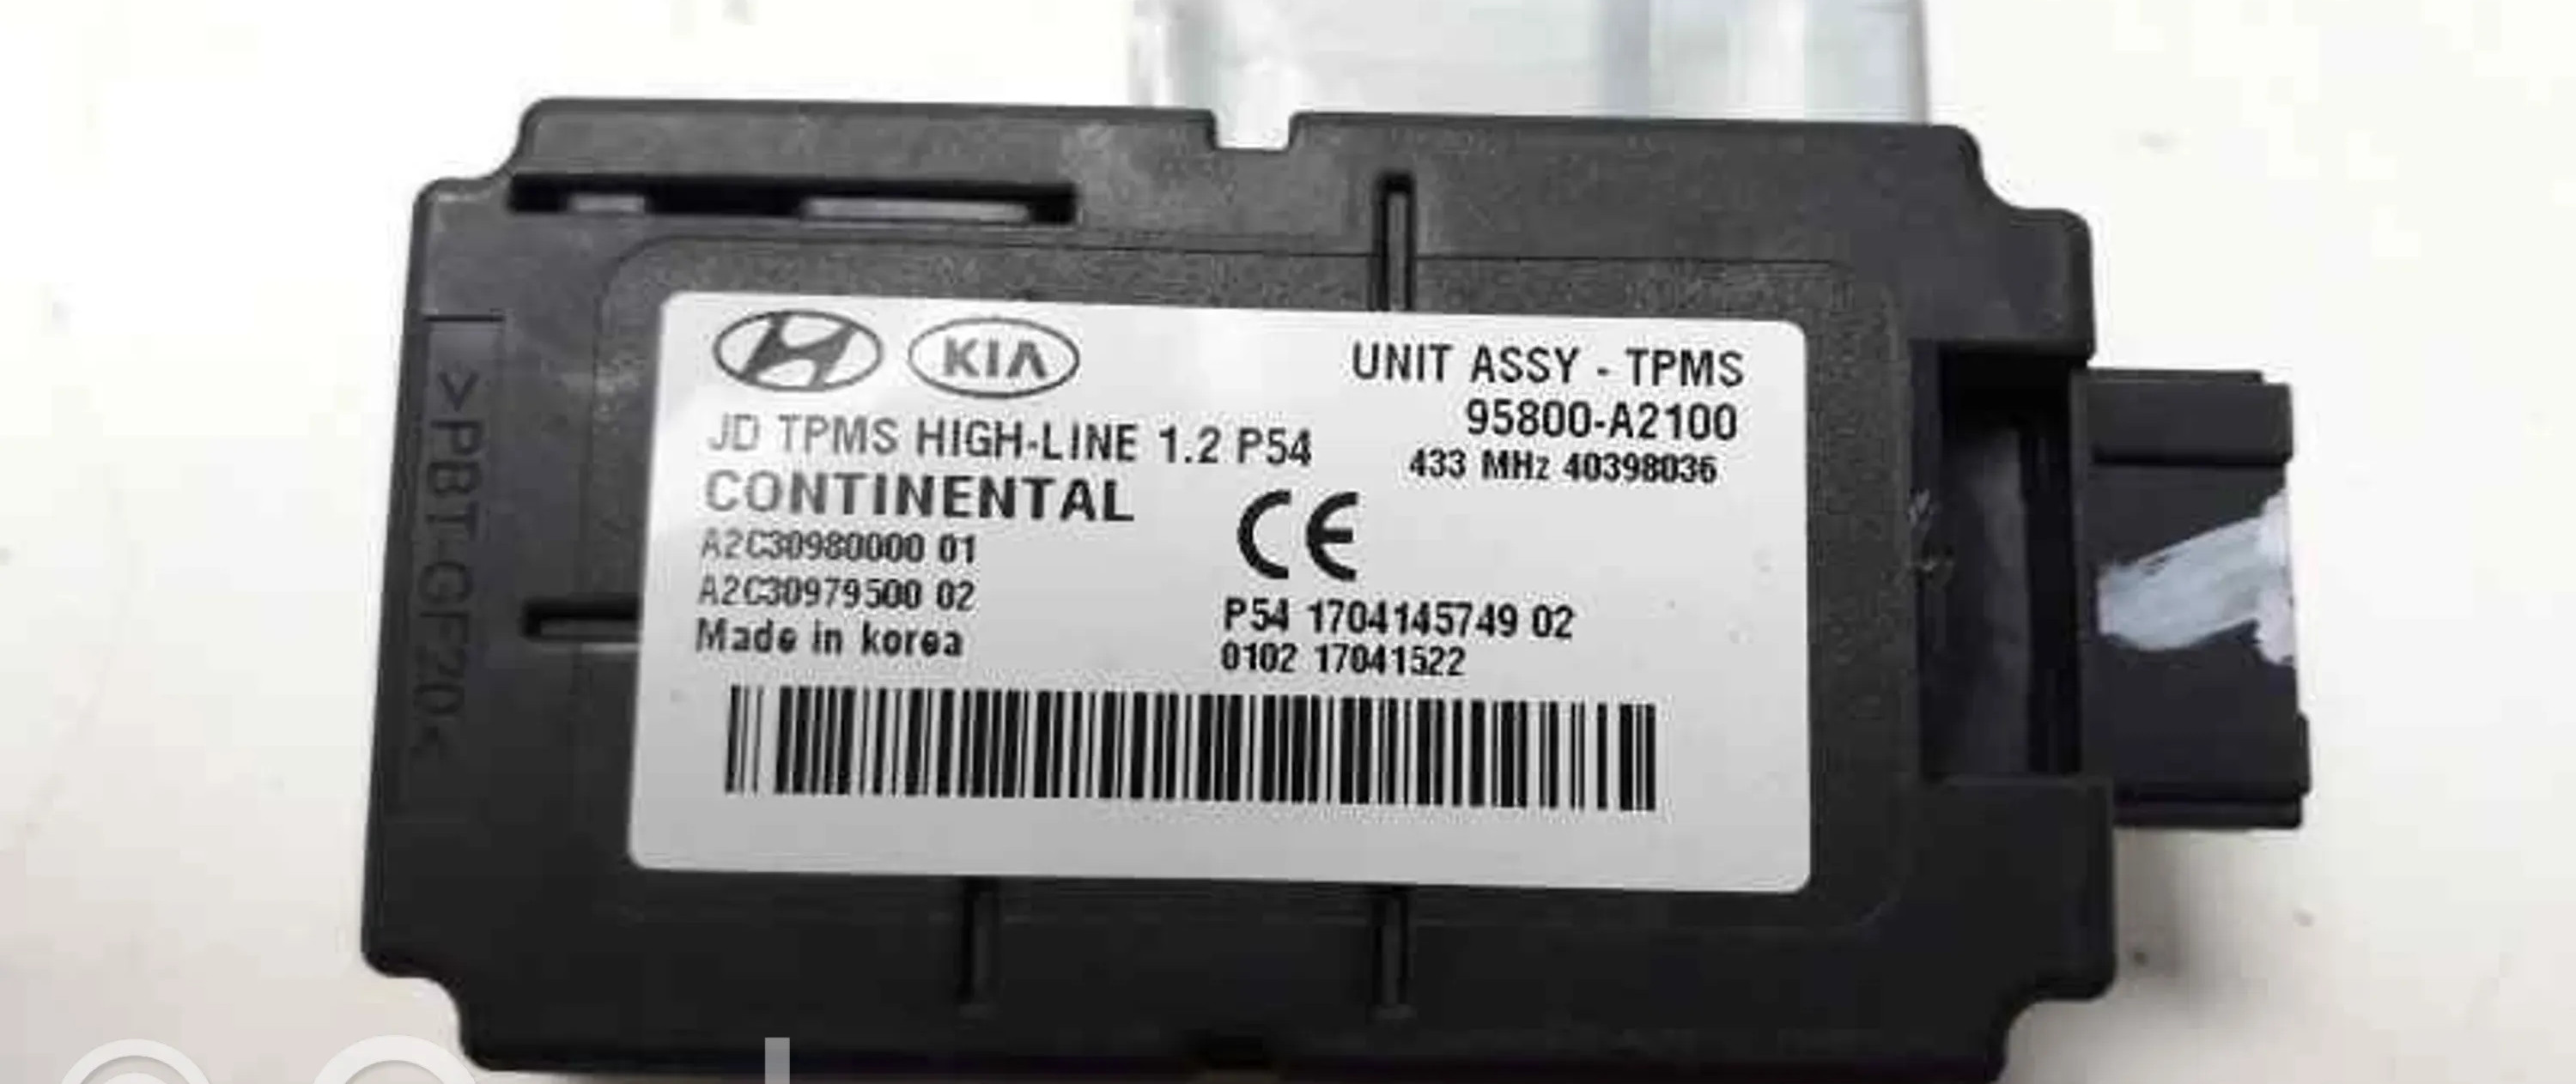 KIA
UNIT ASSY - TPMS
95800-A2100
433 MHz 40398036
JD TPMS HIGH-LINE 1.2 P54
CONTINENTAL
A2C30980000 01
A2C30979500 02
Made in korea
CE
P54 1704145749 02
0102 17041522
>PBT-GF20<